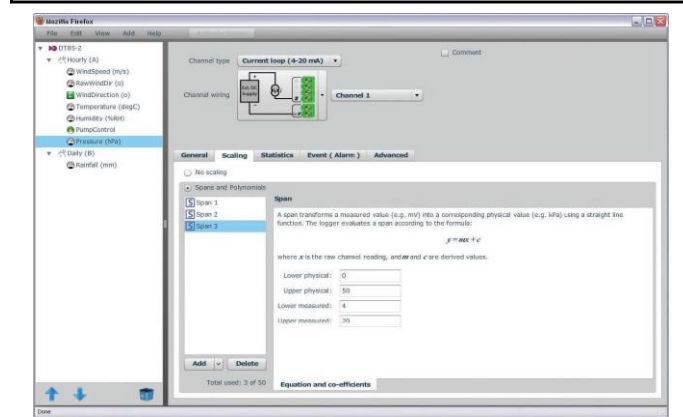 Mozilla Firefox
File Edit View Add Help
DT85-2
Hourly (A)
WindSpeed (m/s)
RawWindDir (o)
WindDirection (o)
Temperature (degC)
Humidity (%RH)
PumpControl
Pressure (hPa)
Daily (B)
Rainfall (mm)
Channel type Current loop (4-20 mA) Comment
Channel wiring Ext. DC Supply Channel 1
General Scaling Statistics Event ( Alarm ) Advanced
No scaling
Spans and Polynomials
Span 1
Span 2
Span 3
Span
A span transforms a measured value (e.g. mV) into a corresponding physical value (e.g. kPa) using a straight line
function. The logger evaluates a span according to the formula:
y=mx+c
where x is the raw channel reading, and m and c are derived values.
Lower physical: 0
Upper physical: 50
Lower measured: 4
Upper measured: 20
Add Delete
Total used: 3 of 50
Equation and co-efficients
Done